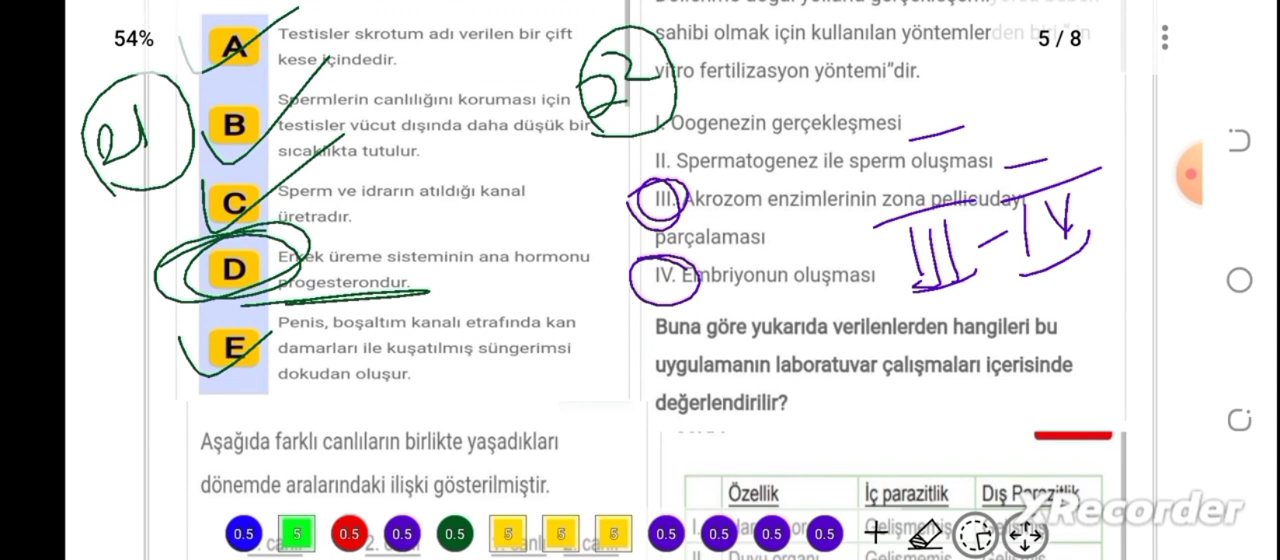 54%
5 / 8
21
A
Testisler skrotum adı verilen bir çift
kese içindedir.
B
Spermlerin canlılığını koruması için
testisler vücut dışında daha düşük bir
sıcaklıkta tutulur.
C
Sperm ve idrarın atıldığı kanal
üretradır.
D
Erkek üreme sisteminin ana hormonu
progesterondur.
E
Penis, boşaltım kanalı etrafında kan
damarları ile kuşatılmış süngerimsi
dokudan oluşur.
Aşağıda farklı canlıların birlikte yaşadıkları
dönemde aralarındaki ilişki gösterilmiştir.
22
sahibi olmak için kullanılan yöntemlerden
vitro fertilizasyon yöntemi”dir.
I. Oogenezin gerçekleşmesi
II. Spermatogenez ile sperm oluşması
III. Akrozom enzimlerinin zona pellisudayı
parçalaması
IV. Embriyonun oluşması
III - IV
Buna göre yukarıda verilenlerden hangileri bu
uygulamanın laboratuvar çalışmaları içerisinde
değerlendirilir?
Özellik İç parazitlik Dış Parazitlik
I. Gelişmemiş
II. Duyu organı Gelişmemiş
0.5 5 0.5 0.5 0.5 5 5 5 0.5 0.5 0.5 0.5
XRecorder